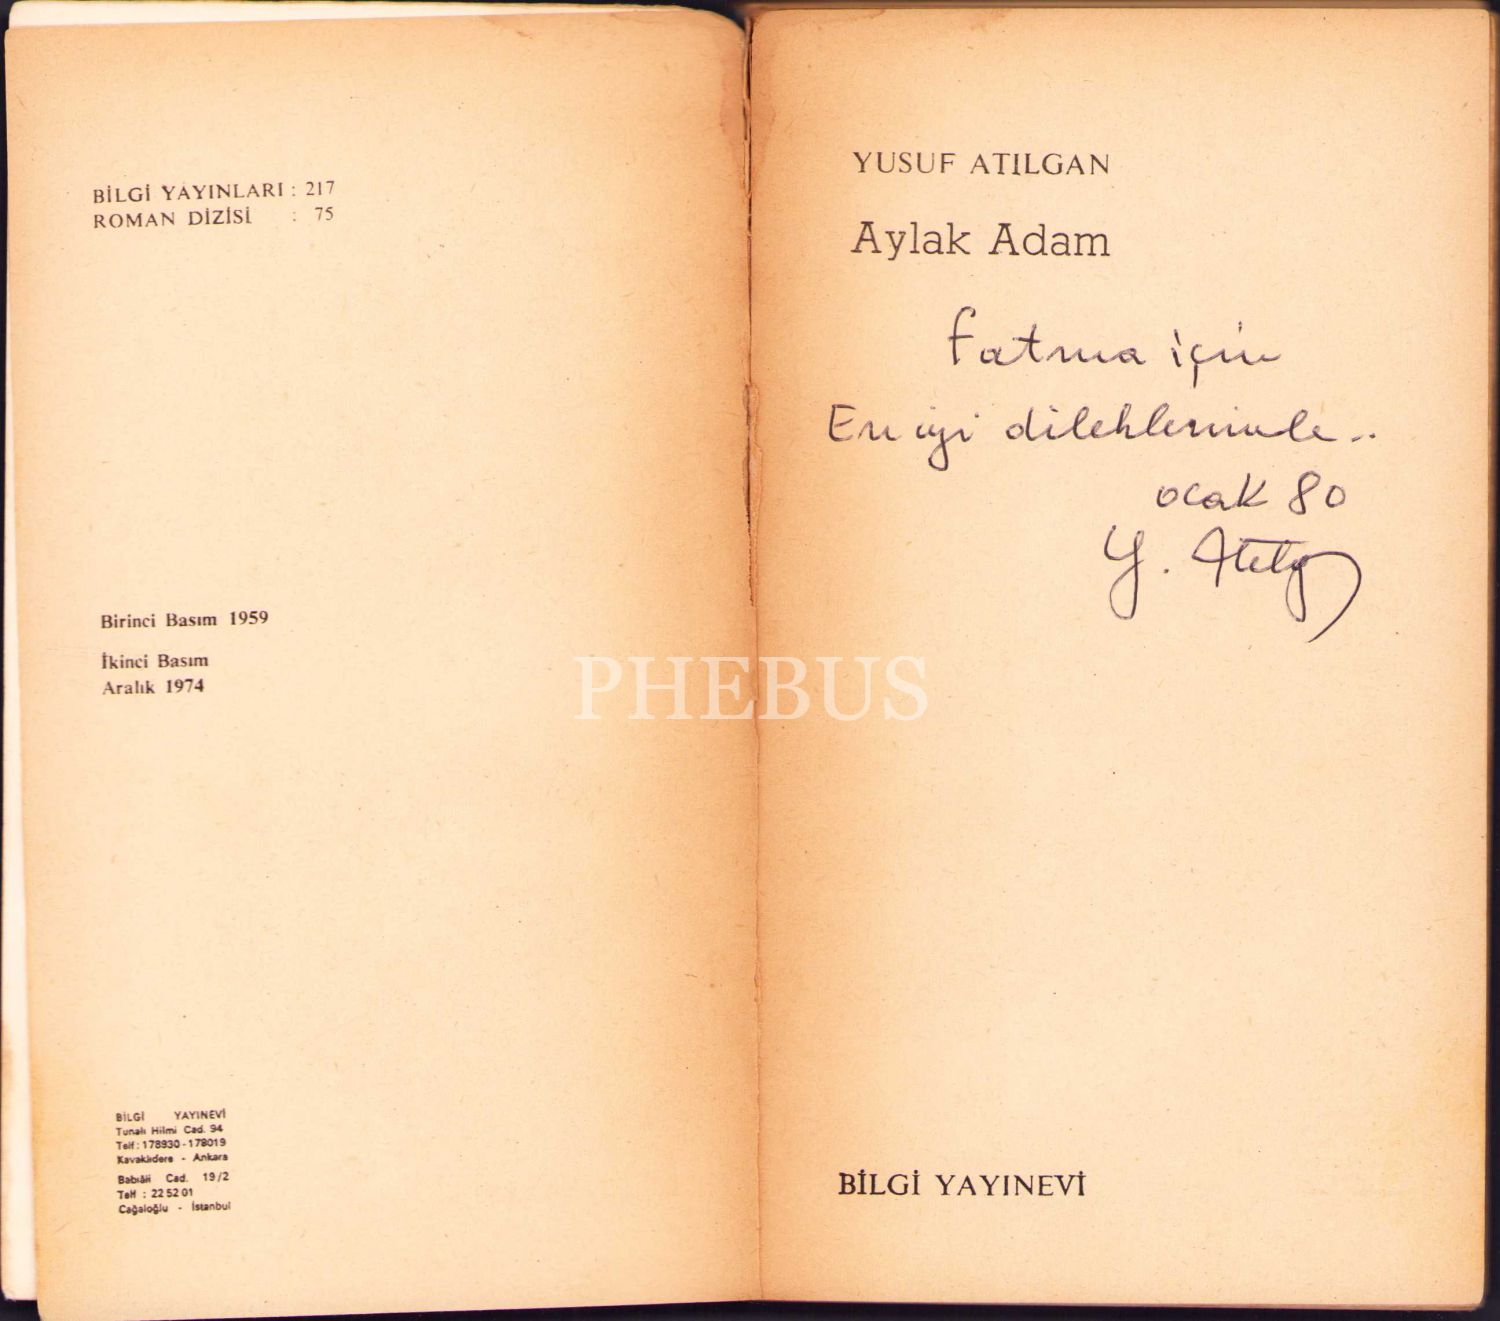 BİLGİ YAYINLARI : 217
ROMAN DİZİSİ : 75
Birinci Basım 1959
İkinci Basım
Aralık 1974
BİLGİ YAYINEVİ
Tunalı Hilmi Cad. 94
Telf : 178930 - 178019
Kavaklıdere - Ankara
Babıâli Cad. 19/2
Telf : 22 52 01
Cağaloğlu - İstanbul
YUSUF ATILGAN
Aylak Adam
Fatma için
En iyi dileklerimle..
ocak 80
Y. Atılg
PHEBUS
BİLGİ YAYINEVİ